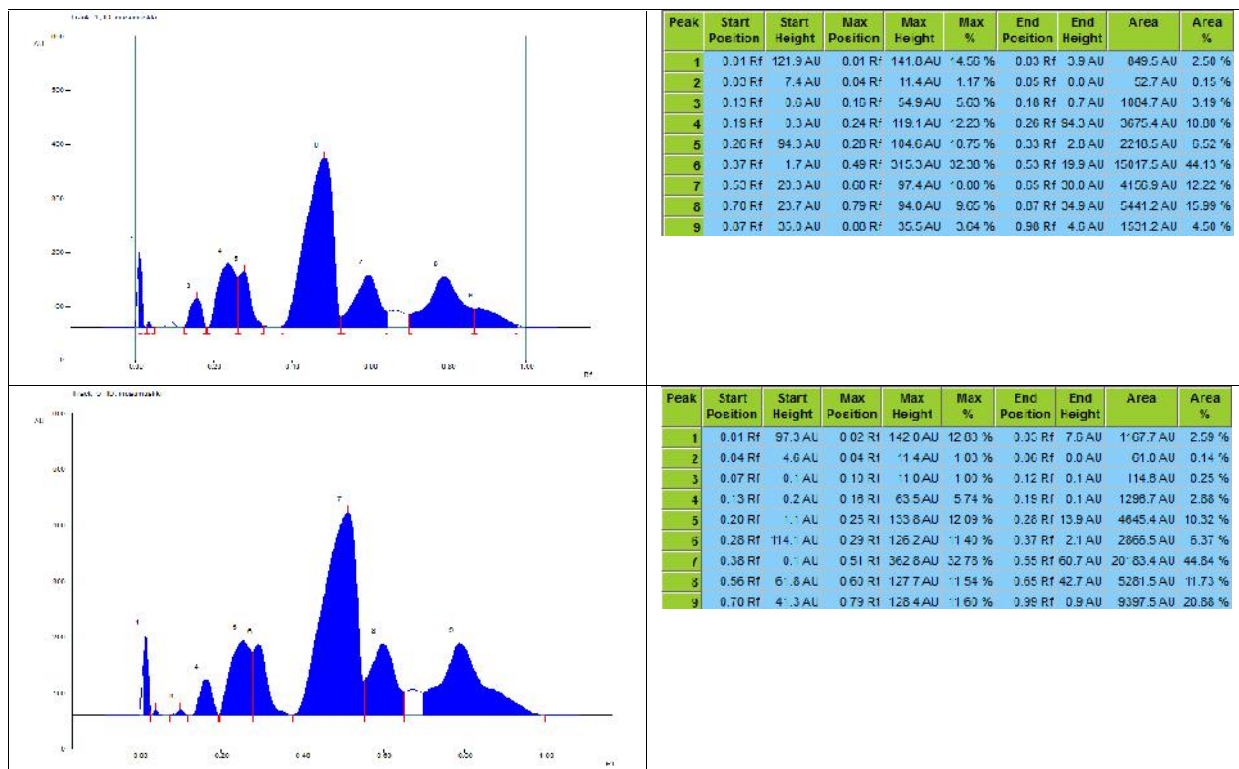 Peak Start Position Start Height Max Position Max Height Max % End Position End Height Area Area %
1 0.01 Rf 121.9 AU 0.01 Rf 141.8 AU 14.56 % 0.03 Rf 3.9 AU 849.5 AU 2.50 %
2 0.03 Rf 7.4 AU 0.04 Rf 11.4 AU 1.17 % 0.05 Rf 0.0 AU 52.7 AU 0.15 %
3 0.13 Rf 0.6 AU 0.16 Rf 54.9 AU 5.63 % 0.18 Rf 0.7 AU 1084.7 AU 3.19 %
4 0.19 Rf 0.3 AU 0.24 Rf 119.1 AU 12.23 % 0.26 Rf 94.3 AU 3675.4 AU 10.80 %
5 0.26 Rf 94.3 AU 0.28 Rf 104.6 AU 10.75 % 0.33 Rf 2.8 AU 2218.5 AU 6.52 %
6 0.37 Rf 1.7 AU 0.49 Rf 315.3 AU 32.38 % 0.53 Rf 19.9 AU 15017.5 AU 44.13 %
7 0.53 Rf 20.3 AU 0.60 Rf 97.4 AU 10.00 % 0.65 Rf 30.0 AU 4156.9 AU 12.22 %
8 0.70 Rf 23.7 AU 0.79 Rf 94.0 AU 9.65 % 0.87 Rf 34.9 AU 5441.2 AU 15.99 %
9 0.87 Rf 35.0 AU 0.88 Rf 35.5 AU 3.64 % 0.98 Rf 4.6 AU 1531.2 AU 4.50 %
Peak Start Position Start Height Max Position Max Height Max % End Position End Height Area Area %
1 0.01 Rf 97.3 AU 0.02 Rf 142.0 AU 12.83 % 0.03 Rf 7.6 AU 1167.7 AU 2.59 %
2 0.04 Rf 4.6 AU 0.04 Rf 11.4 AU 1.03 % 0.06 Rf 0.0 AU 61.0 AU 0.14 %
3 0.07 Rf 0.1 AU 0.10 Rf 11.0 AU 1.00 % 0.12 Rf 0.1 AU 114.8 AU 0.25 %
4 0.13 Rf 0.2 AU 0.16 Rf 63.5 AU 5.74 % 0.19 Rf 0.1 AU 1298.7 AU 2.88 %
5 0.20 Rf 1.1 AU 0.25 Rf 133.8 AU 12.09 % 0.28 Rf AU 4645.4 AU 10.32 %
6 0.28 Rf 114.1 AU 0.29 Rf 126.2 AU 11.40 % 0.37 Rf 2.1 AU 2866.5 AU 6.37 %
7 0.38 Rf 0.1 AU 0.51 Rf 362.8 AU 32.78 % 0.55 Rf 60.7 AU 20183.4 AU 44.84 %
8 0.56 Rf 61.8 AU 0.60 Rf 127.7 AU 11.54 % 0.65 Rf 42.7 AU 5281.5 AU 11.73 %
9 0.70 Rf 41.3 AU 0.79 Rf 128.4 AU 11.60 % 0.99 Rf 0.9 AU 9397.5 AU 20.88 %